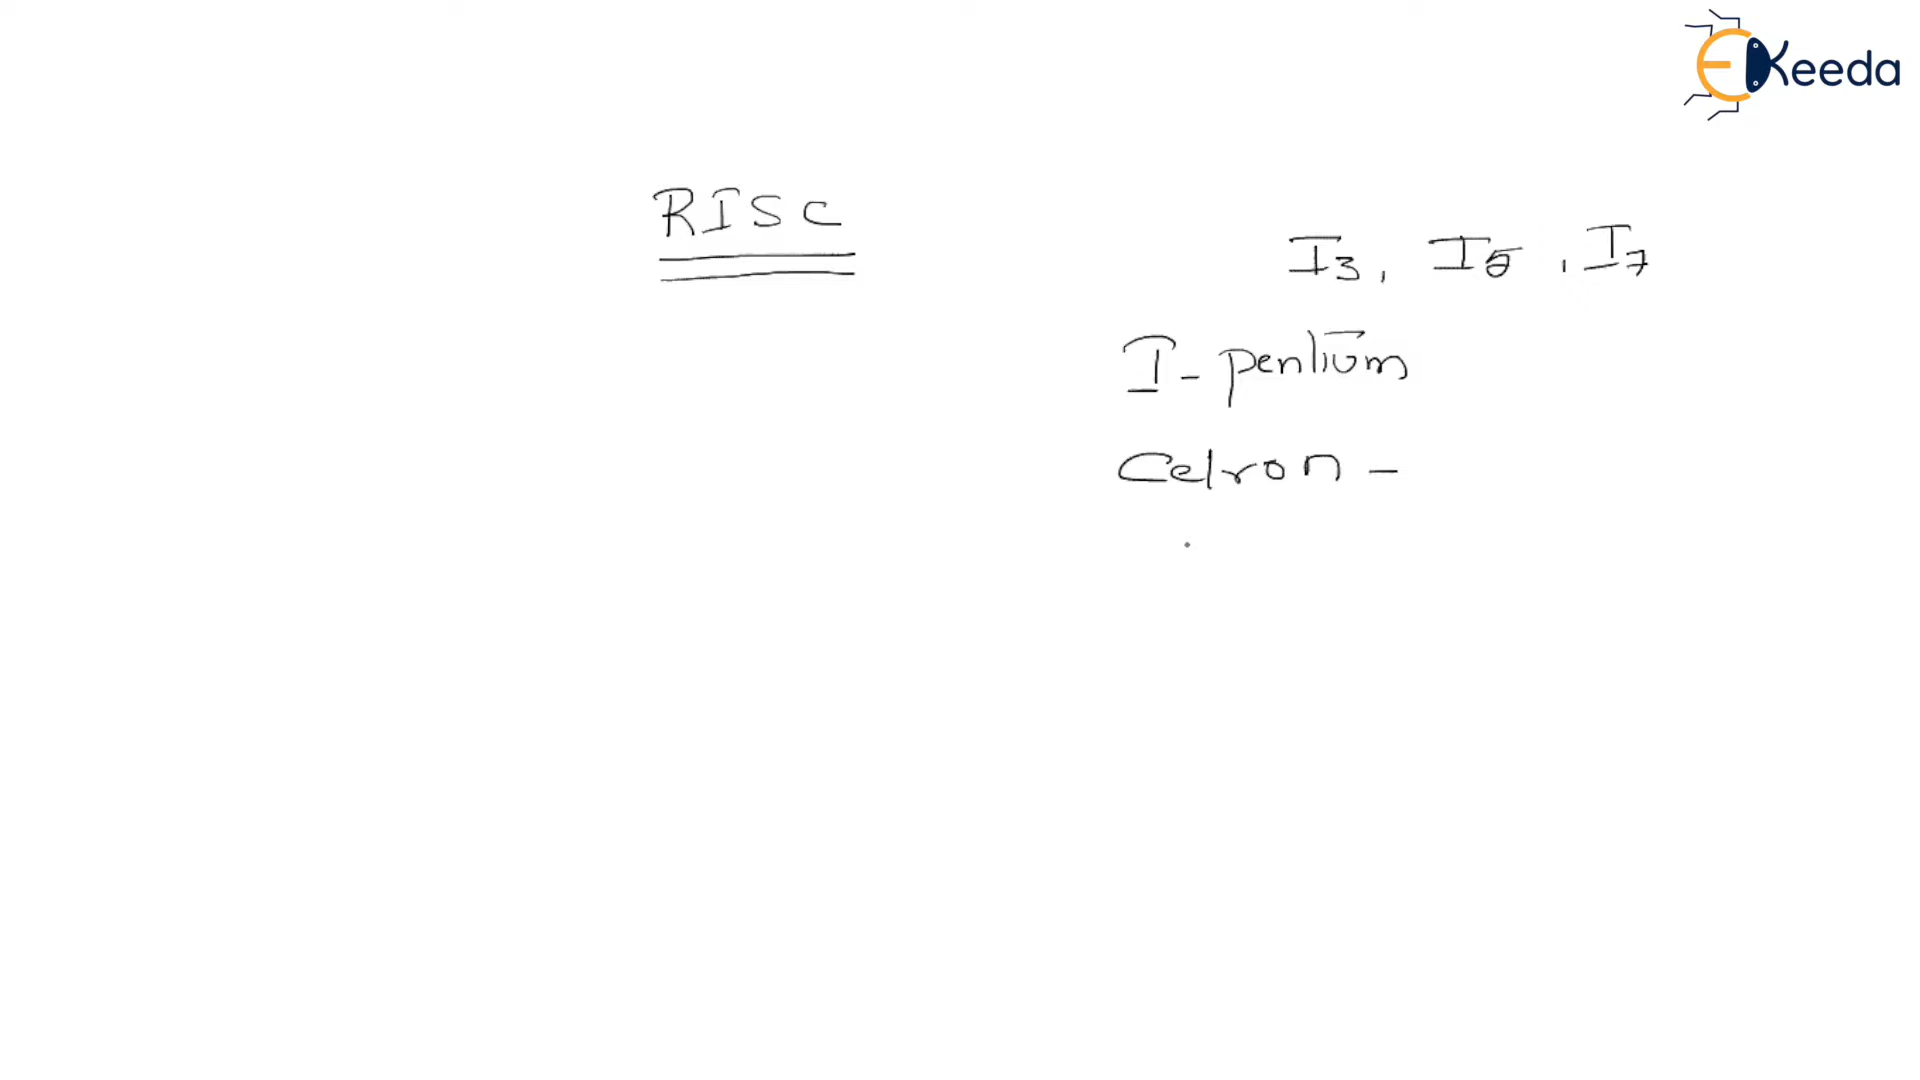 EKeeda
RISC
I3, I5, I7
I - pentium
Celron -